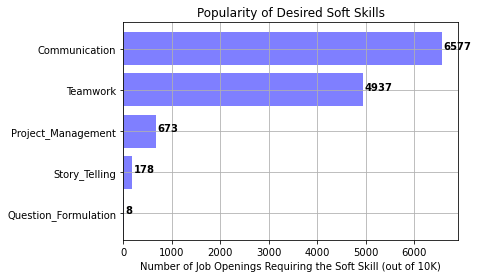 Popularity of Desired Soft Skills
Communication
6577
Teamwork
4937
Project_Management
673
Story_Telling
178
Question_Formulation
8
0 1000 2000 3000 4000 5000 6000
Number of Job Openings Requiring the Soft Skill (out of 10K)